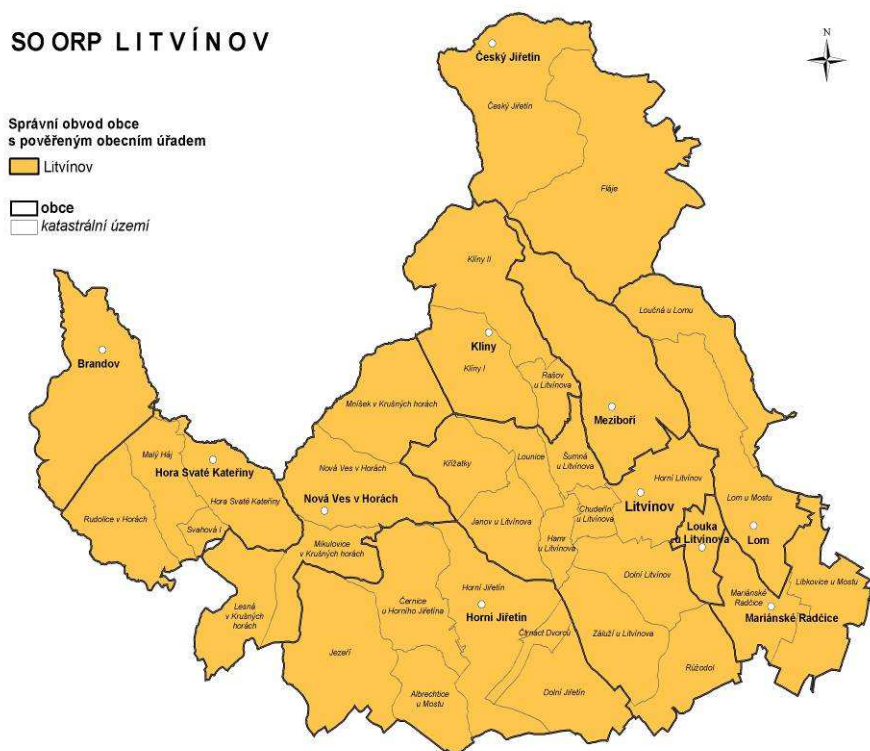 SO ORP LITVÍNOV
N
Správní obvod obce
s pověřeným obecním úřadem
Litvínov
obce
katastrální území
Český Jiřetín
Český Jiřetín
Fláje
Klíny II
Loučná u Lomu
Klíny
Klíny I
Rašov
u Litvínova
Brandov
Meziboří
Mníšek v Krušných horách
Malý Háj
Hora Svaté Kateřiny
Křížatky
Lounice
Šumná
u Litvínova
Nová Ves v Horách
Horní Litvínov
Rudolice v Horách
Hora Svaté Kateřiny
Nová Ves v Horách
Litvínov
Lom u Mostu
Svahová I
Janov u Litvínova
Chudeřín
u Litvínova
Louka
u Litvínova
Lom
Mikulovice
v Krušných horách
Hamr
u Litvínova
Libkovice u Mostu
Lesná
v Krušných
horách
Černice
u Horního Jiřetína
Horní Jiřetín
Dolní Litvínov
Mariánské
Radčice
Horní Jiřetín
Mariánské Radčice
Jezeří
Čtrnáct Dvorců
Záluží u Litvínova
Růžodol
Albrechtice
u Mostu
Dolní Jiřetín